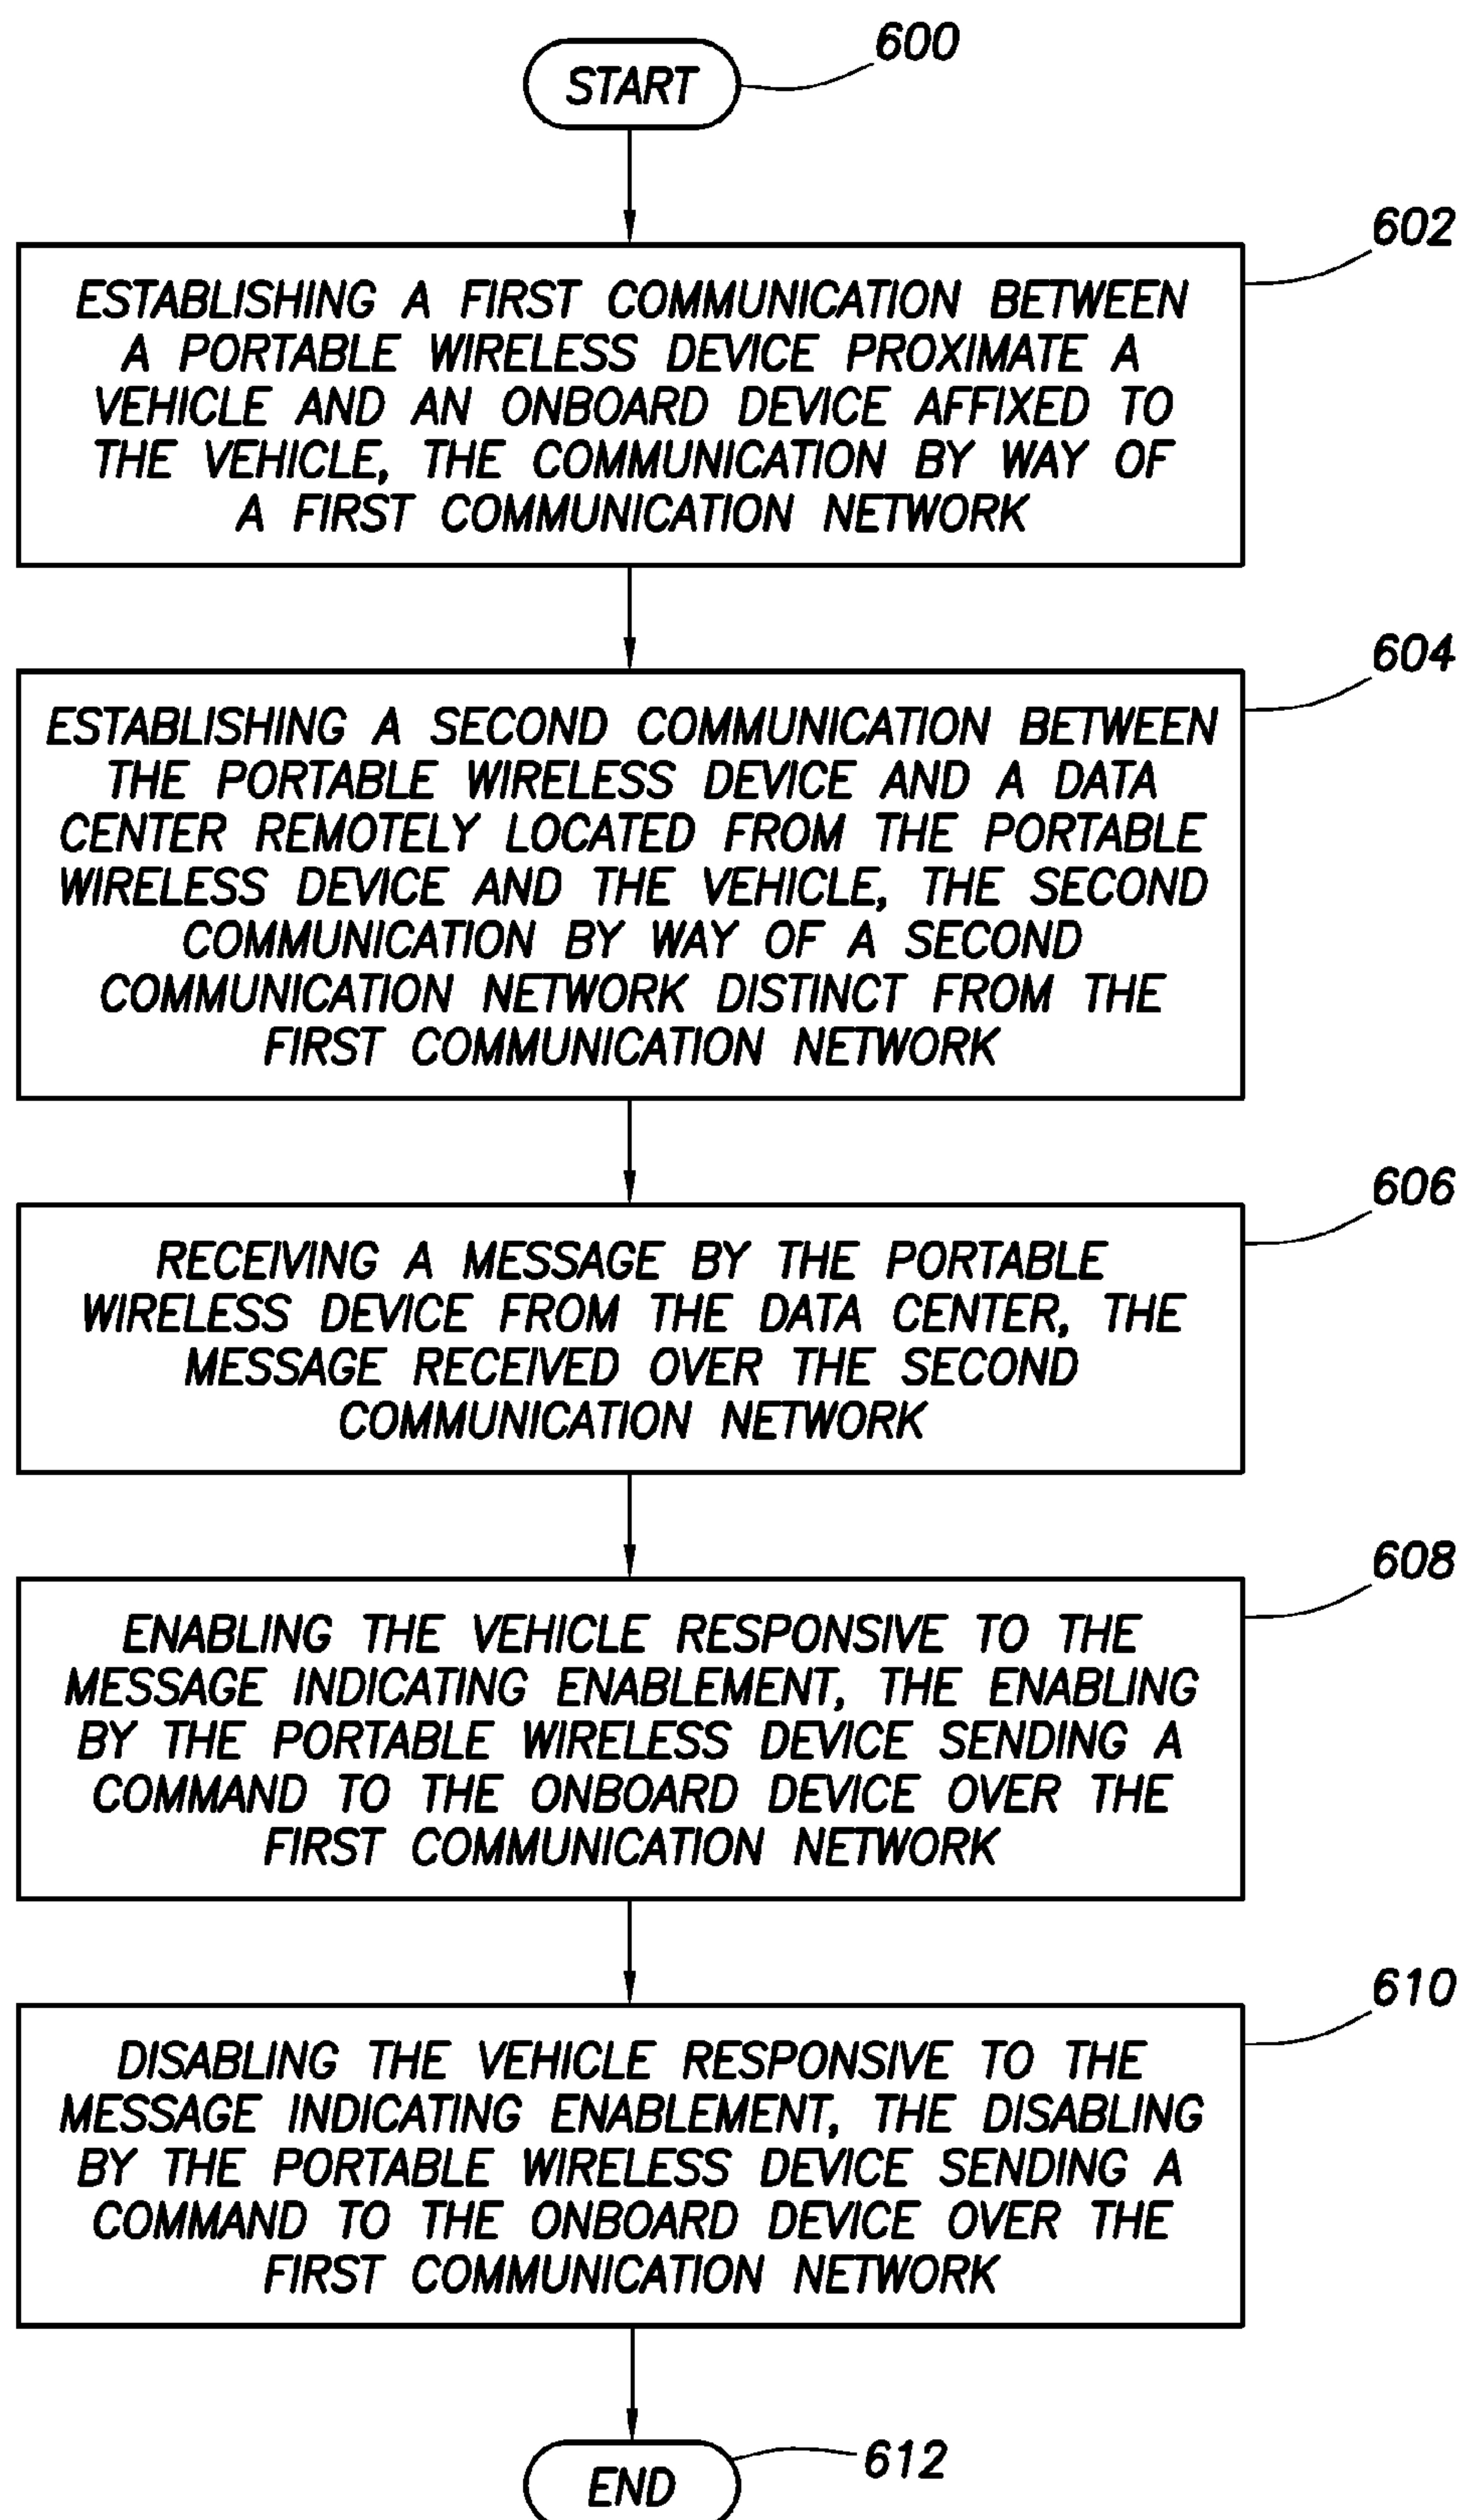 START
600
602
ESTABLISHING A FIRST COMMUNICATION BETWEEN
A PORTABLE WIRELESS DEVICE PROXIMATE A
VEHICLE AND AN ONBOARD DEVICE AFFIXED TO
THE VEHICLE, THE COMMUNICATION BY WAY OF
A FIRST COMMUNICATION NETWORK
604
ESTABLISHING A SECOND COMMUNICATION BETWEEN
THE PORTABLE WIRELESS DEVICE AND A DATA
CENTER REMOTELY LOCATED FROM THE PORTABLE
WIRELESS DEVICE AND THE VEHICLE, THE SECOND
COMMUNICATION BY WAY OF A SECOND
COMMUNICATION NETWORK DISTINCT FROM THE
FIRST COMMUNICATION NETWORK
606
RECEIVING A MESSAGE BY THE PORTABLE
WIRELESS DEVICE FROM THE DATA CENTER, THE
MESSAGE RECEIVED OVER THE SECOND
COMMUNICATION NETWORK
608
ENABLING THE VEHICLE RESPONSIVE TO THE
MESSAGE INDICATING ENABLEMENT, THE ENABLING
BY THE PORTABLE WIRELESS DEVICE SENDING A
COMMAND TO THE ONBOARD DEVICE OVER THE
FIRST COMMUNICATION NETWORK
610
DISABLING THE VEHICLE RESPONSIVE TO THE
MESSAGE INDICATING ENABLEMENT, THE DISABLING
BY THE PORTABLE WIRELESS DEVICE SENDING A
COMMAND TO THE ONBOARD DEVICE OVER THE
FIRST COMMUNICATION NETWORK
END
612